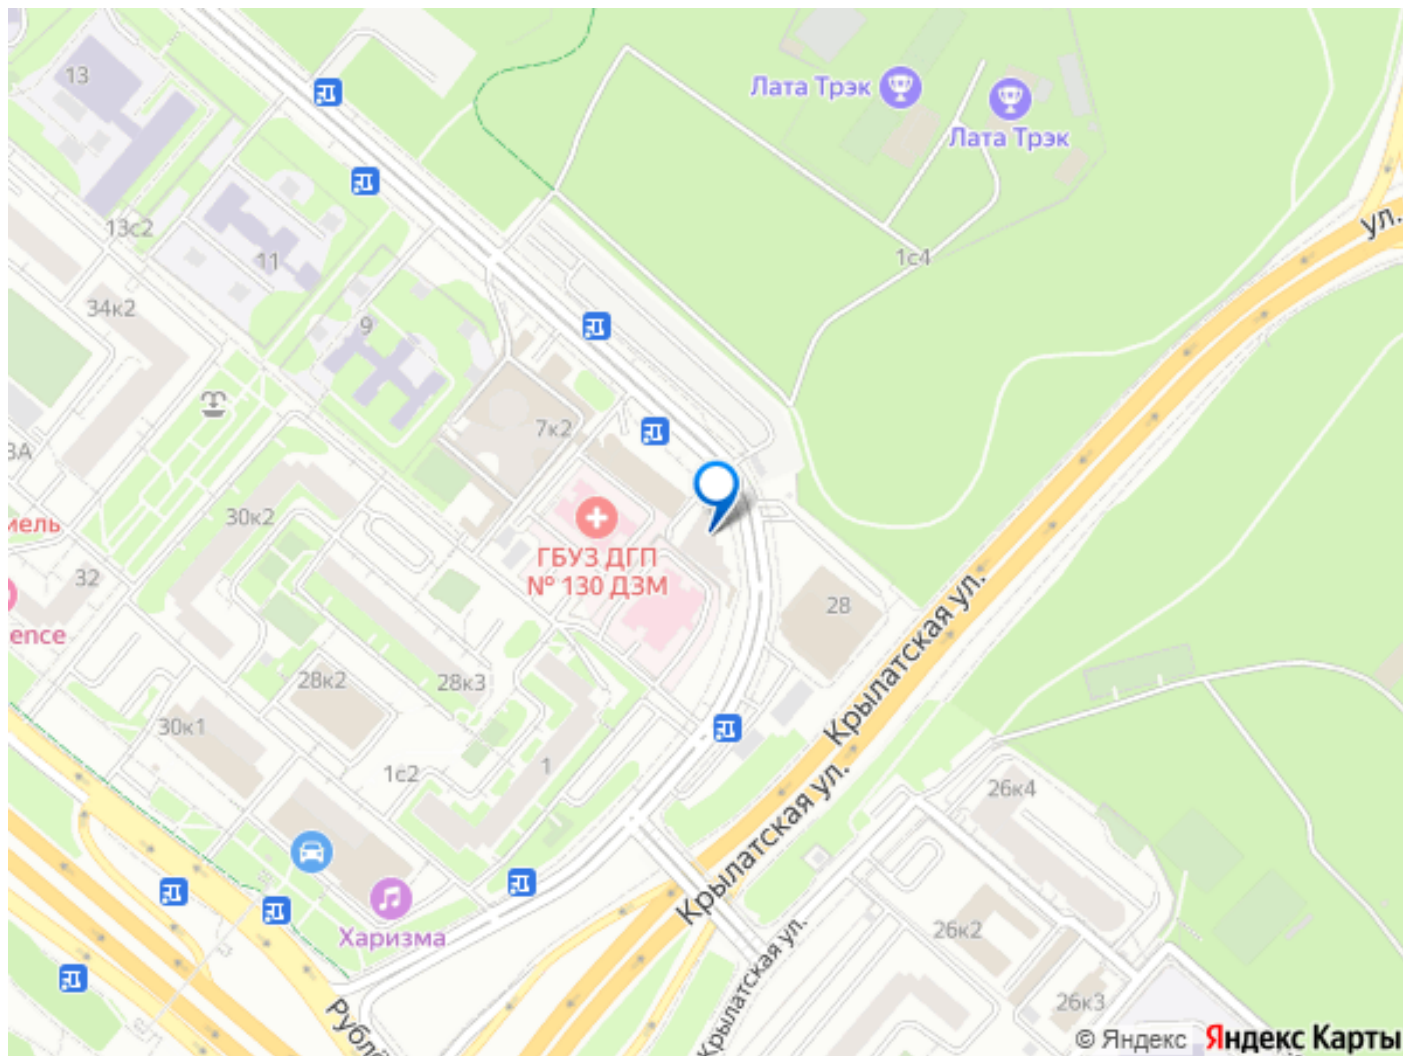 13
Лата Трэк
Лата Трэк
ул.
13с2
11
1с4
34к2
9
7к2
3А
30к2
иель
ГБУЗ ДГП
№ 130 ДЗМ
32
28
ence
Крылатская ул.
28к2
28к3
30к1
1
1с2
26к4
Крылатская ул.
Харизма
26к2
Крылатская ул.
Рублё
26к3
© Яндекс
Яндекс Карты